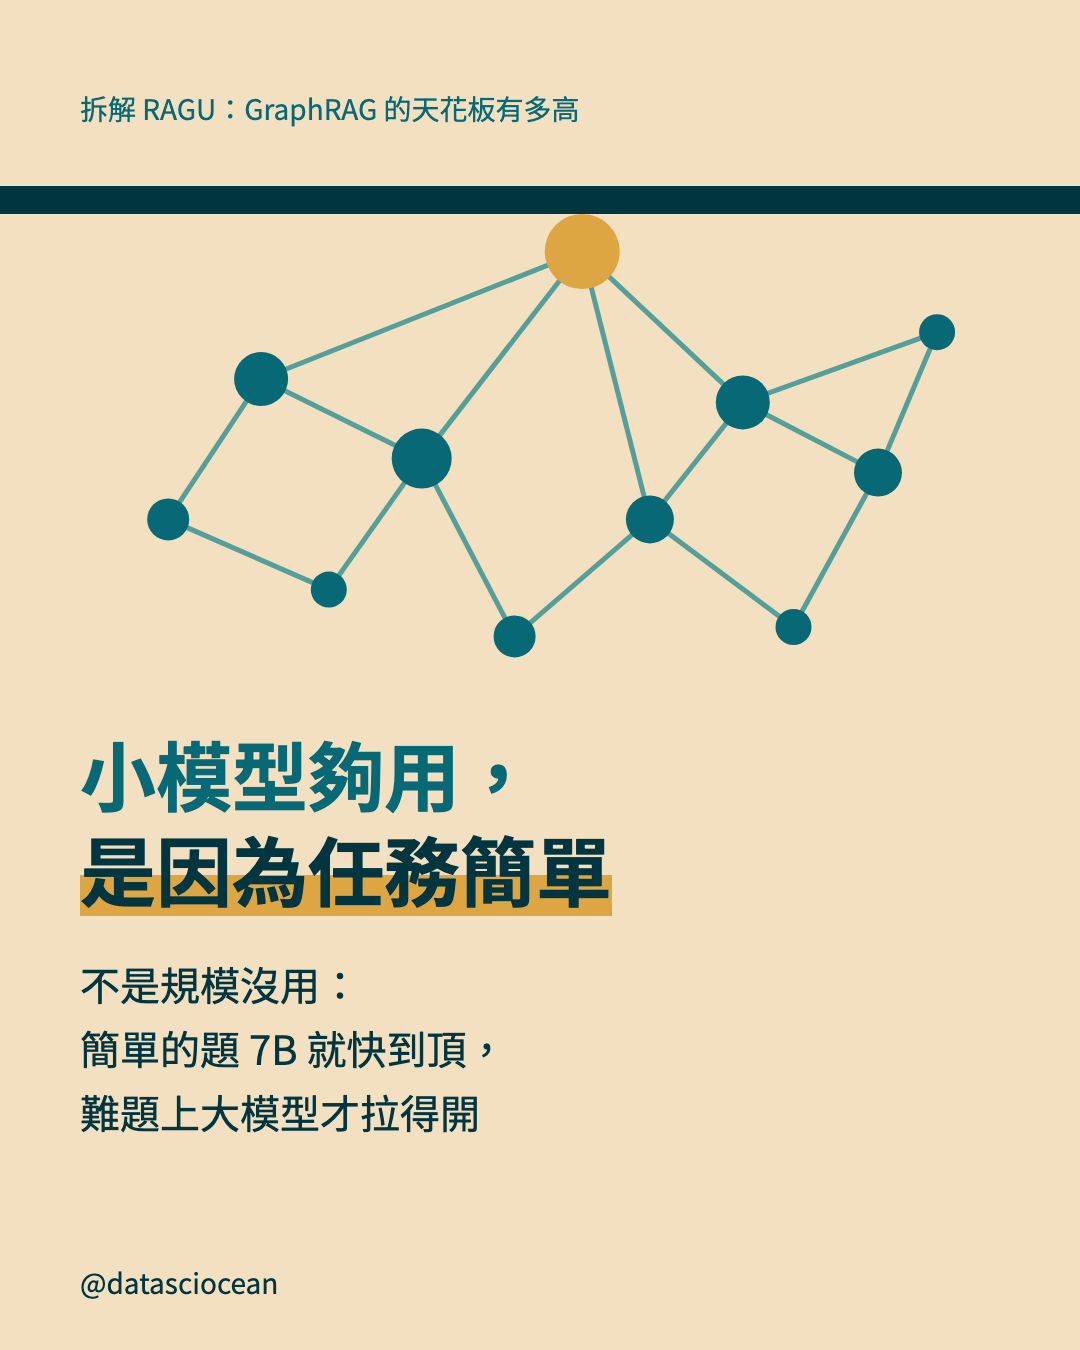 拆解 RAGU：GraphRAG 的天花板有多高
小模型夠用，
是因為任務簡單
不是規模沒用：
簡單的題 7B 就快到頂，
難題上大模型才拉得開
@datasciocean